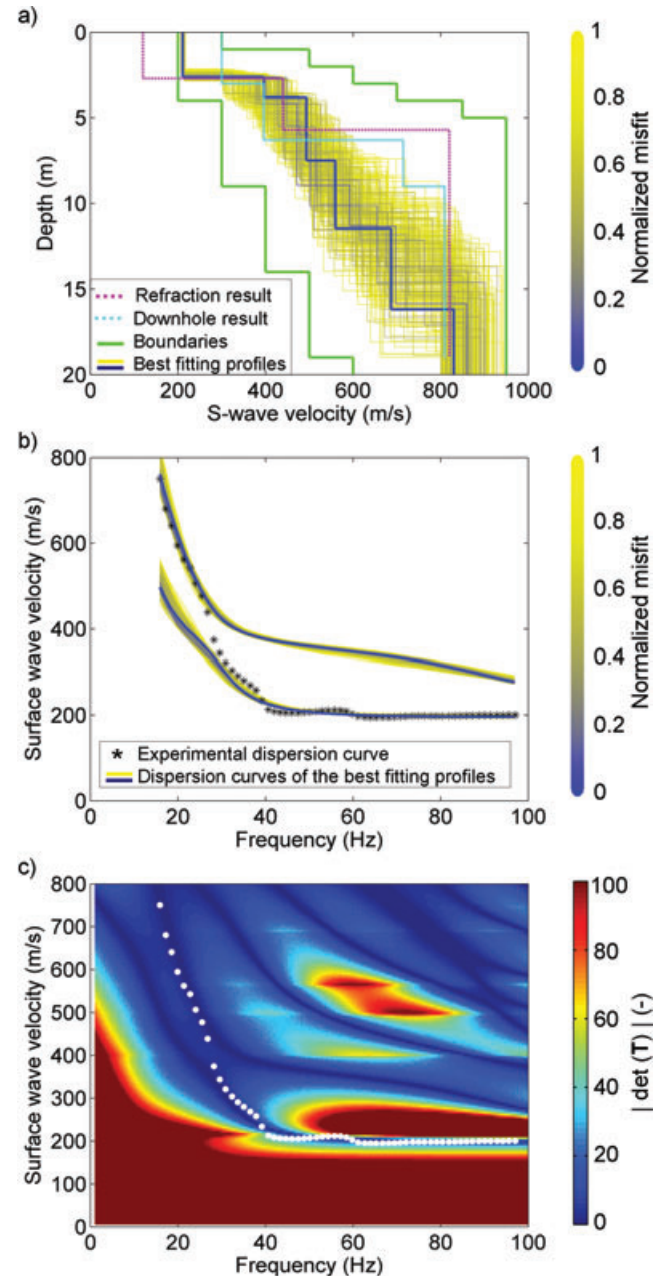 a)
0
5
10
15
20
Depth (m)
Refraction result
Downhole result
Boundaries
Best fitting profiles
0 200 400 600 800 1000
S-wave velocity (m/s)
1
0.8
0.6
0.4
0.2
0
Normalized misfit
b)
800
600
400
200
0
Surface wave velocity (m/s)
* Experimental dispersion curve
Dispersion curves of the best fitting profiles
0 20 40 60 80 100
Frequency (Hz)
1
0.8
0.6
0.4
0.2
0
Normalized misfit
c)
800
700
600
500
400
300
200
100
0
Surface wave velocity (m/s)
0 20 40 60 80 100
Frequency (Hz)
100
80
60
40
20
0
| det (T) | (-)